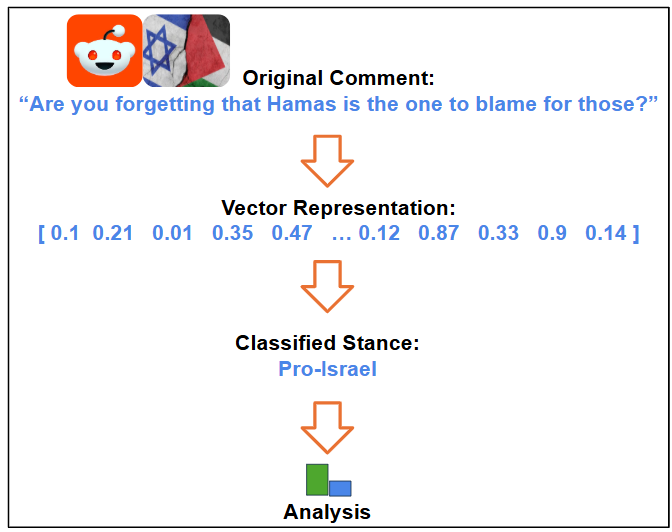 Original Comment:
“Are you forgetting that Hamas is the one to blame for those?”
Vector Representation:
[ 0.1 0.21 0.01 0.35 0.47 … 0.12 0.87 0.33 0.9 0.14 ]
Classified Stance:
Pro-Israel
Analysis